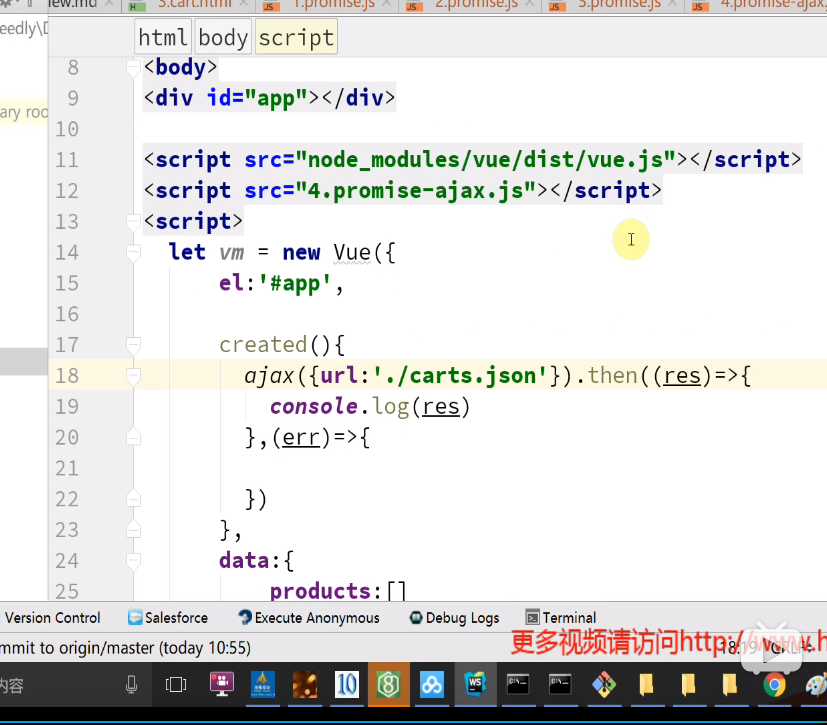 3.cart.html
1.promise.js
2.promise.js
3.promise.js
4.promise-ajax.
eedly\D
html body script
ary roo
8 <body>
9 <div id="app"></div>
10
11 <script src="node_modules/vue/dist/vue.js"></script>
12 <script src="4.promise-ajax.js"></script>
13 <script>
14 let vm = new Vue({
15 el:'#app',
16
17 created(){
18 ajax({url:'./carts.json'}).then((res)=>{
19 console.log(res)
20 },(err)=>{
21
22 })
23 },
24 data:{
25 products:[]
Version Control Salesforce Execute Anonymous Debug Logs Terminal
mmit to origin/master (today 10:55)
更多视频请访问http://www.h
内容
10
WS